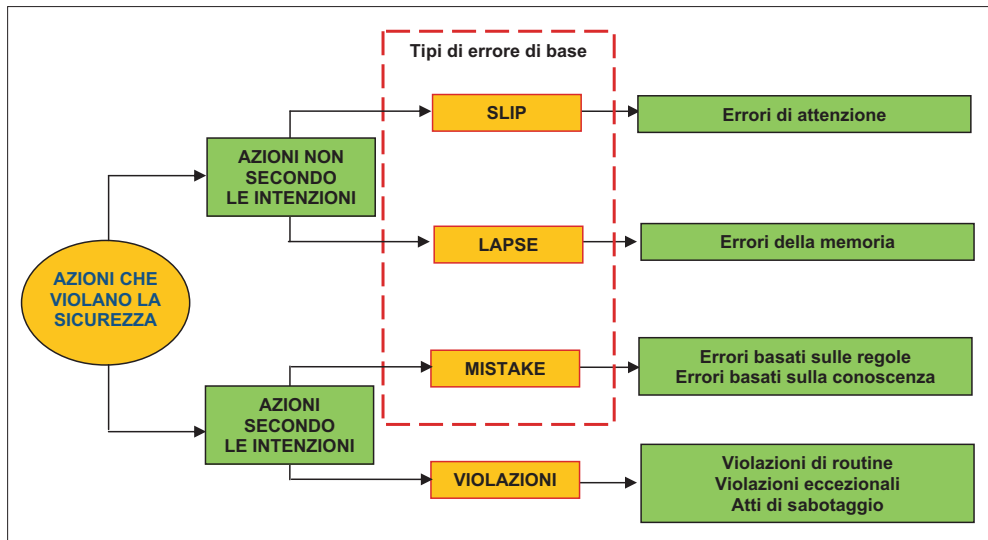 Tipi di errore di base
SLIP
Errori di attenzione
AZIONI NON
SECONDO
LE INTENZIONI
LAPSE
Errori della memoria
AZIONI CHE
VIOLANO LA
SICUREZZA
MISTAKE
Errori basati sulle regole
Errori basati sulla conoscenza
AZIONI
SECONDO
LE INTENZIONI
VIOLAZIONI
Violazioni di routine
Violazioni eccezionali
Atti di sabotaggio